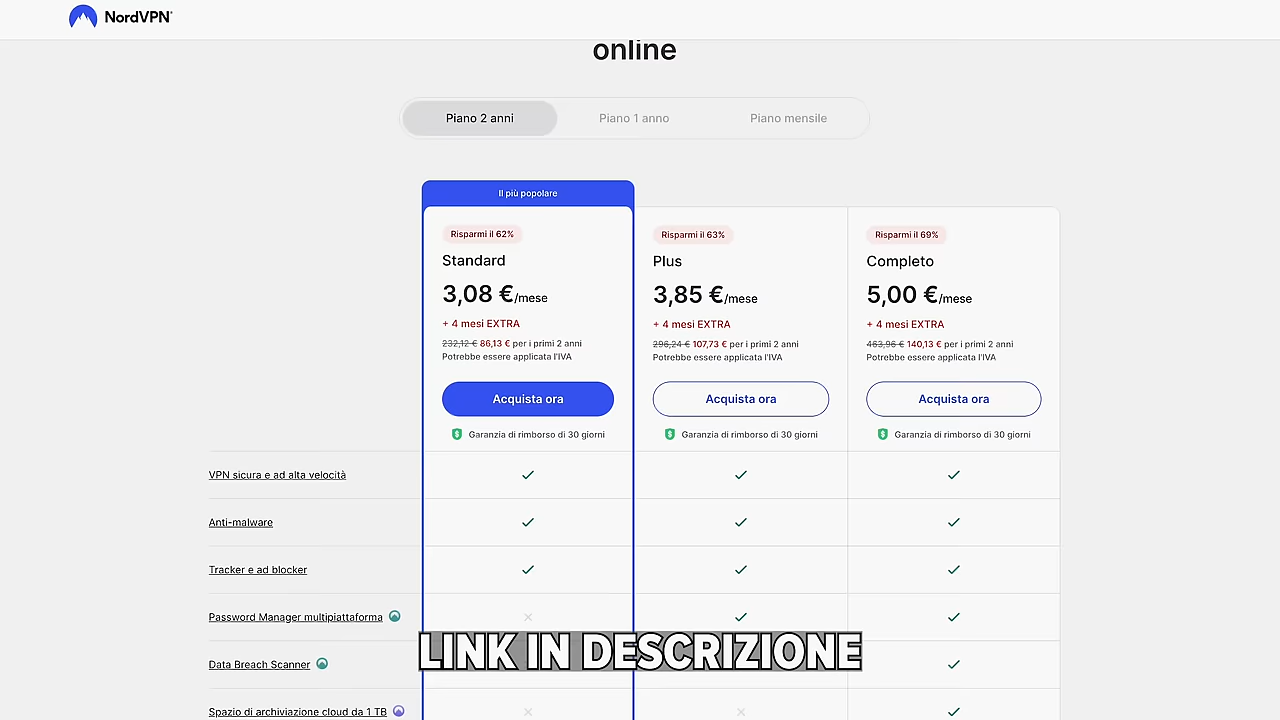 NordVPN®
online
Piano 2 anni
Piano 1 anno
Piano mensile
Il più popolare
Risparmi il 62%
Standard
3,08 €/mese
+ 4 mesi EXTRA
232,12 € 86,13 € per i primi 2 anni
Potrebbe essere applicata l'IVA
Acquista ora
Garanzia di rimborso di 30 giorni
Risparmi il 63%
Plus
3,85 €/mese
+ 4 mesi EXTRA
296,24 € 107,73 € per i primi 2 anni
Potrebbe essere applicata l'IVA
Acquista ora
Garanzia di rimborso di 30 giorni
Risparmi il 69%
Completo
5,00 €/mese
+ 4 mesi EXTRA
463,96 € 140,13 € per i primi 2 anni
Potrebbe essere applicata l'IVA
Acquista ora
Garanzia di rimborso di 30 giorni
VPN sicura e ad alta velocità
Anti-malware
Tracker e ad blocker
Password Manager multipiattaforma
Data Breach Scanner
Spazio di archiviazione cloud da 1 TB
LINK IN DESCRIZIONE